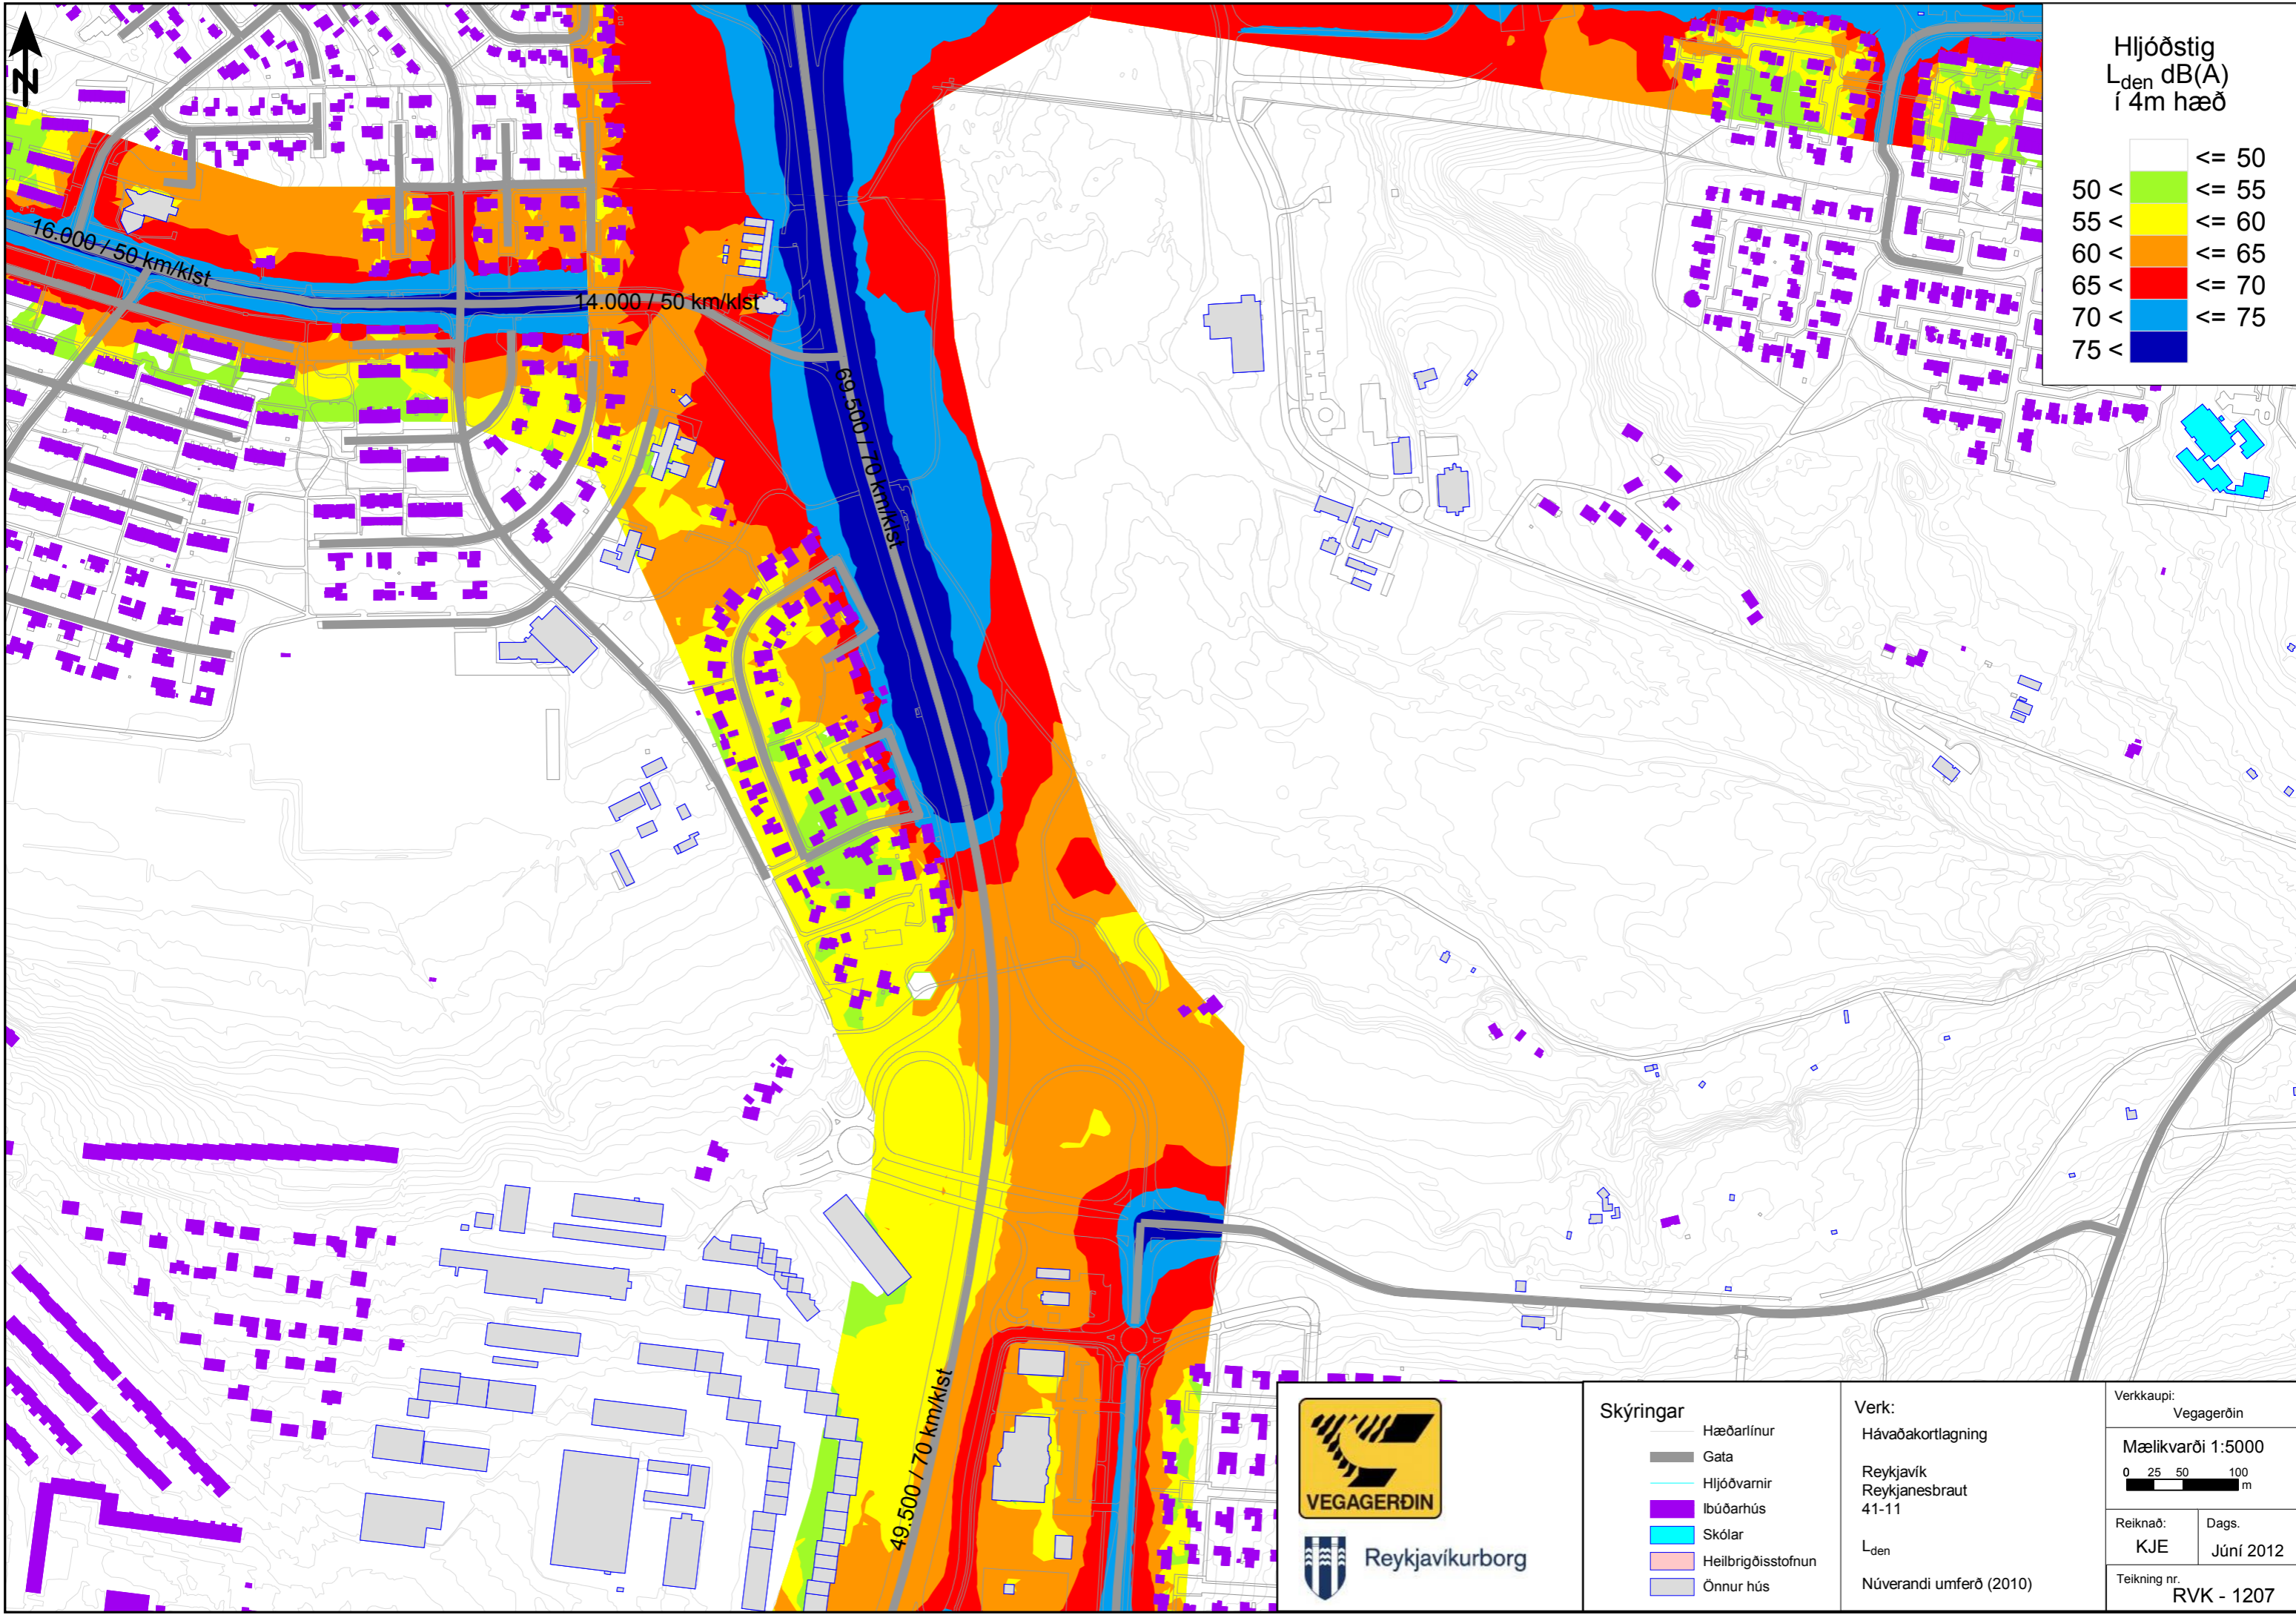 N
Hljóðstig
Lden dB(A)
í 4m hæð
<= 50
50 < <= 55
55 < <= 60
60 < <= 65
65 < <= 70
70 < <= 75
75 <
16.000 / 50 km/klst
14.000 / 50 km/klst
69.500 / 70 km/klst
49.500 / 70 km/klst
VEGAGERÐIN
Reykjavíkurborg
Skýringar
Hæðarlínur
Gata
Hljóðvarnir
Íbúðarhús
Skólar
Heilbrigðisstofnun
Önnur hús
Verk:
Hávaðakortlagning
Reykjavík
Reykjanesbraut
41-11
Lden
Núverandi umferð (2010)
Verkkaupi:
Vegagerðin
Mælikvarði 1:5000
0 25 50 100
m
Reiknað:
KJE
Dags.
Júní 2012
Teikning nr.
RVK - 1207